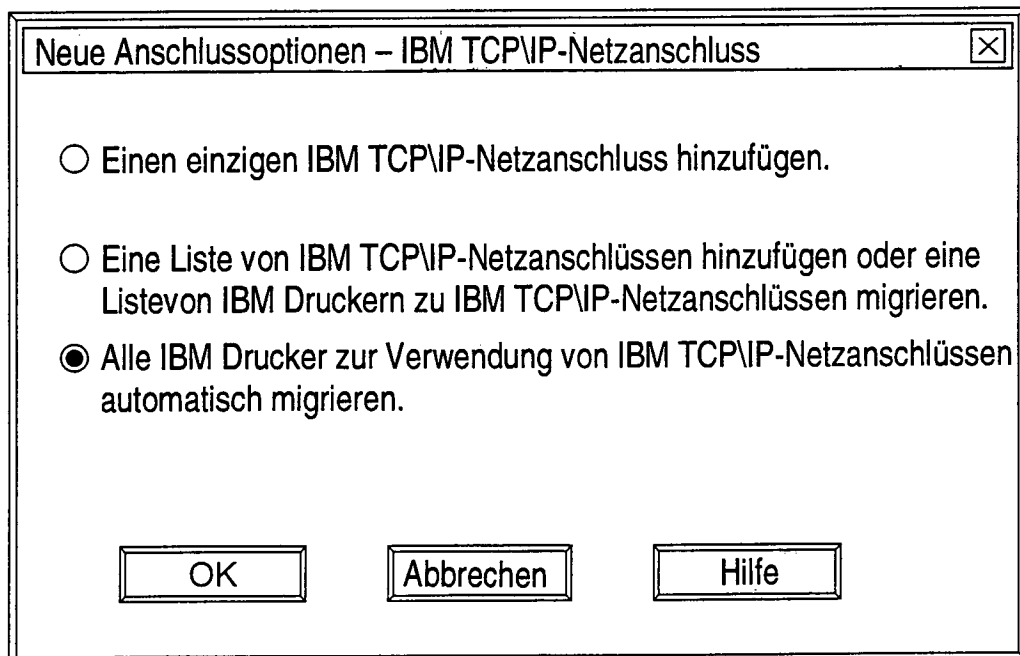 Neue Anschlussoptionen – IBM TCP\IP-Netzanschluss
Einen einzigen IBM TCP\IP-Netzanschluss hinzufügen.
Eine Liste von IBM TCP\IP-Netzanschlüssen hinzufügen oder eine
Listevon IBM Druckern zu IBM TCP\IP-Netzanschlüssen migrieren.
Alle IBM Drucker zur Verwendung von IBM TCP\IP-Netzanschlüssen
automatisch migrieren.
OK Abbrechen Hilfe